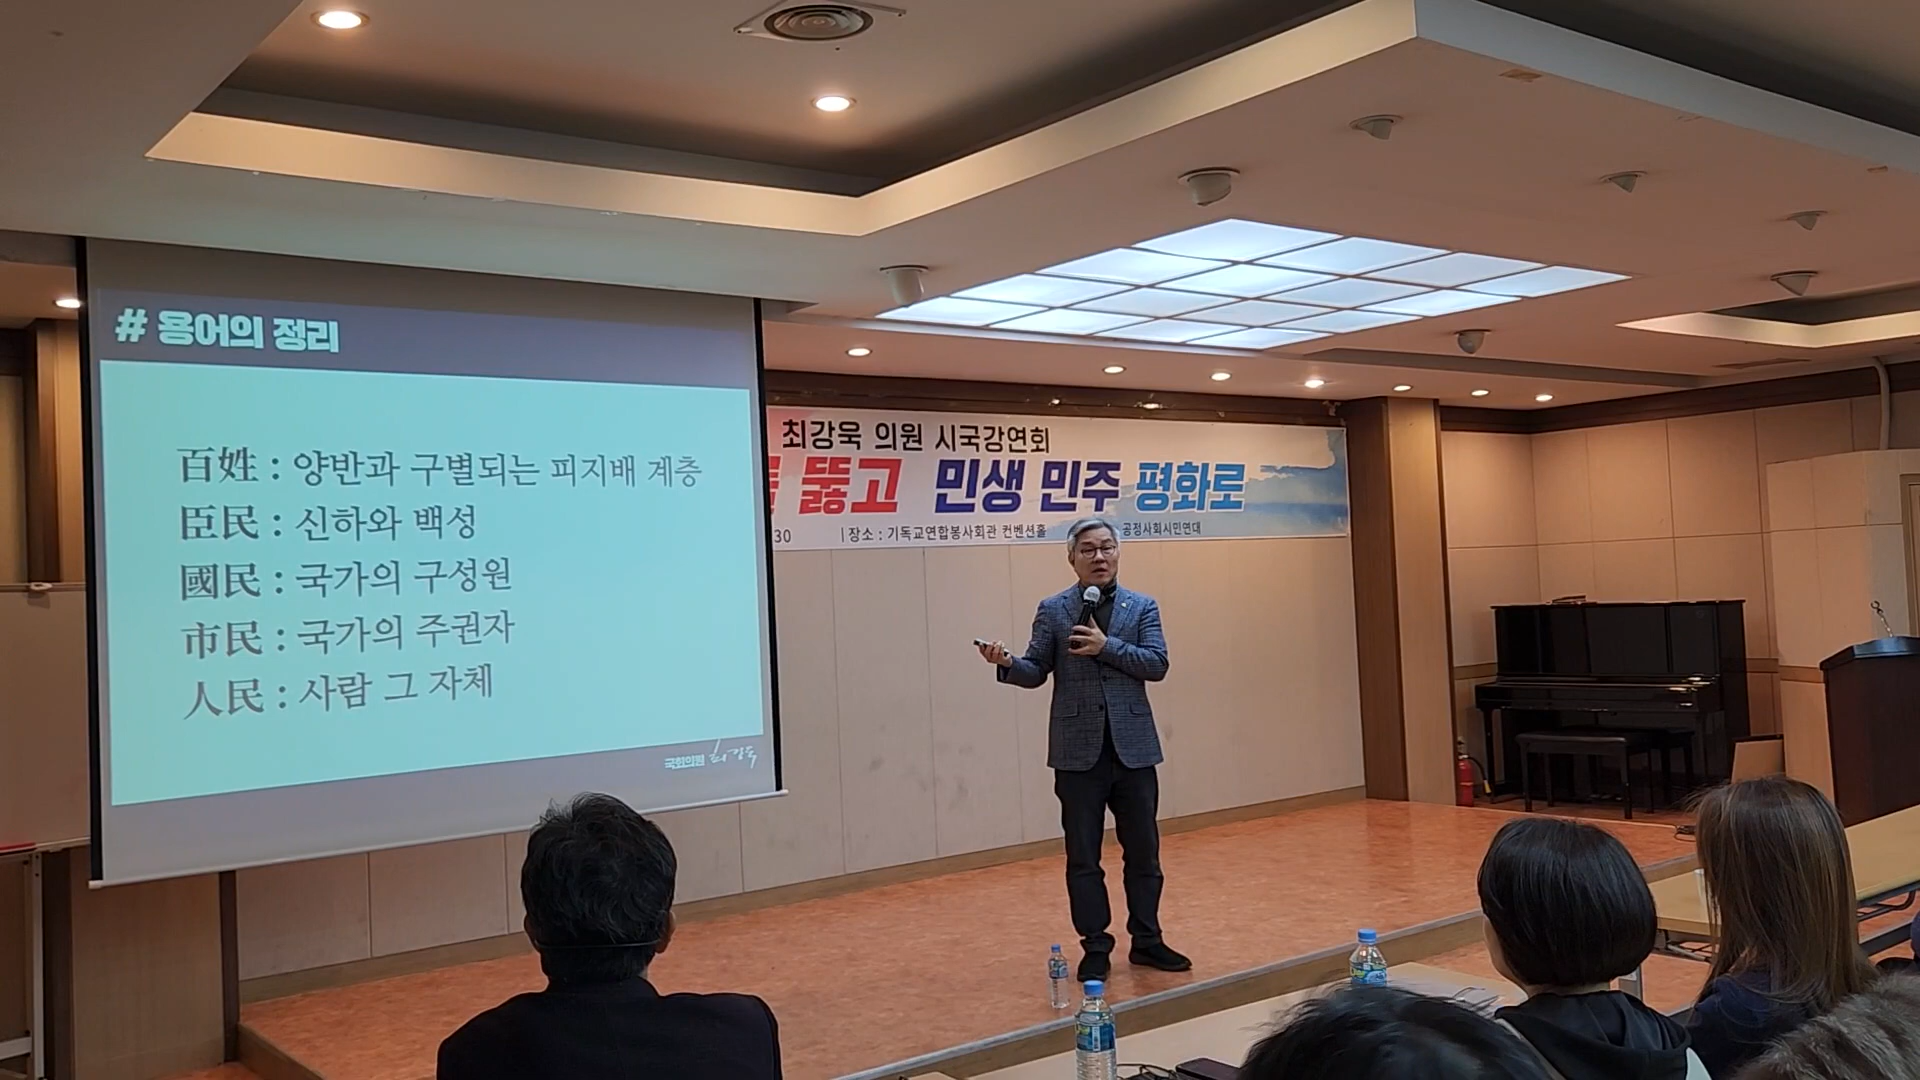 # 용어의 정리
百姓 : 양반과 구별되는 피지배 계층
臣民 : 신하와 백성
國民 : 국가의 구성원
市民 : 국가의 주권자
人民 : 사람 그 자체
국회의원 최강욱
최강욱 의원 시국강연회
뚫고 민생 민주 평화로
30 | 장소 : 기독교연합봉사회관 컨벤션홀 공정사회시민연대